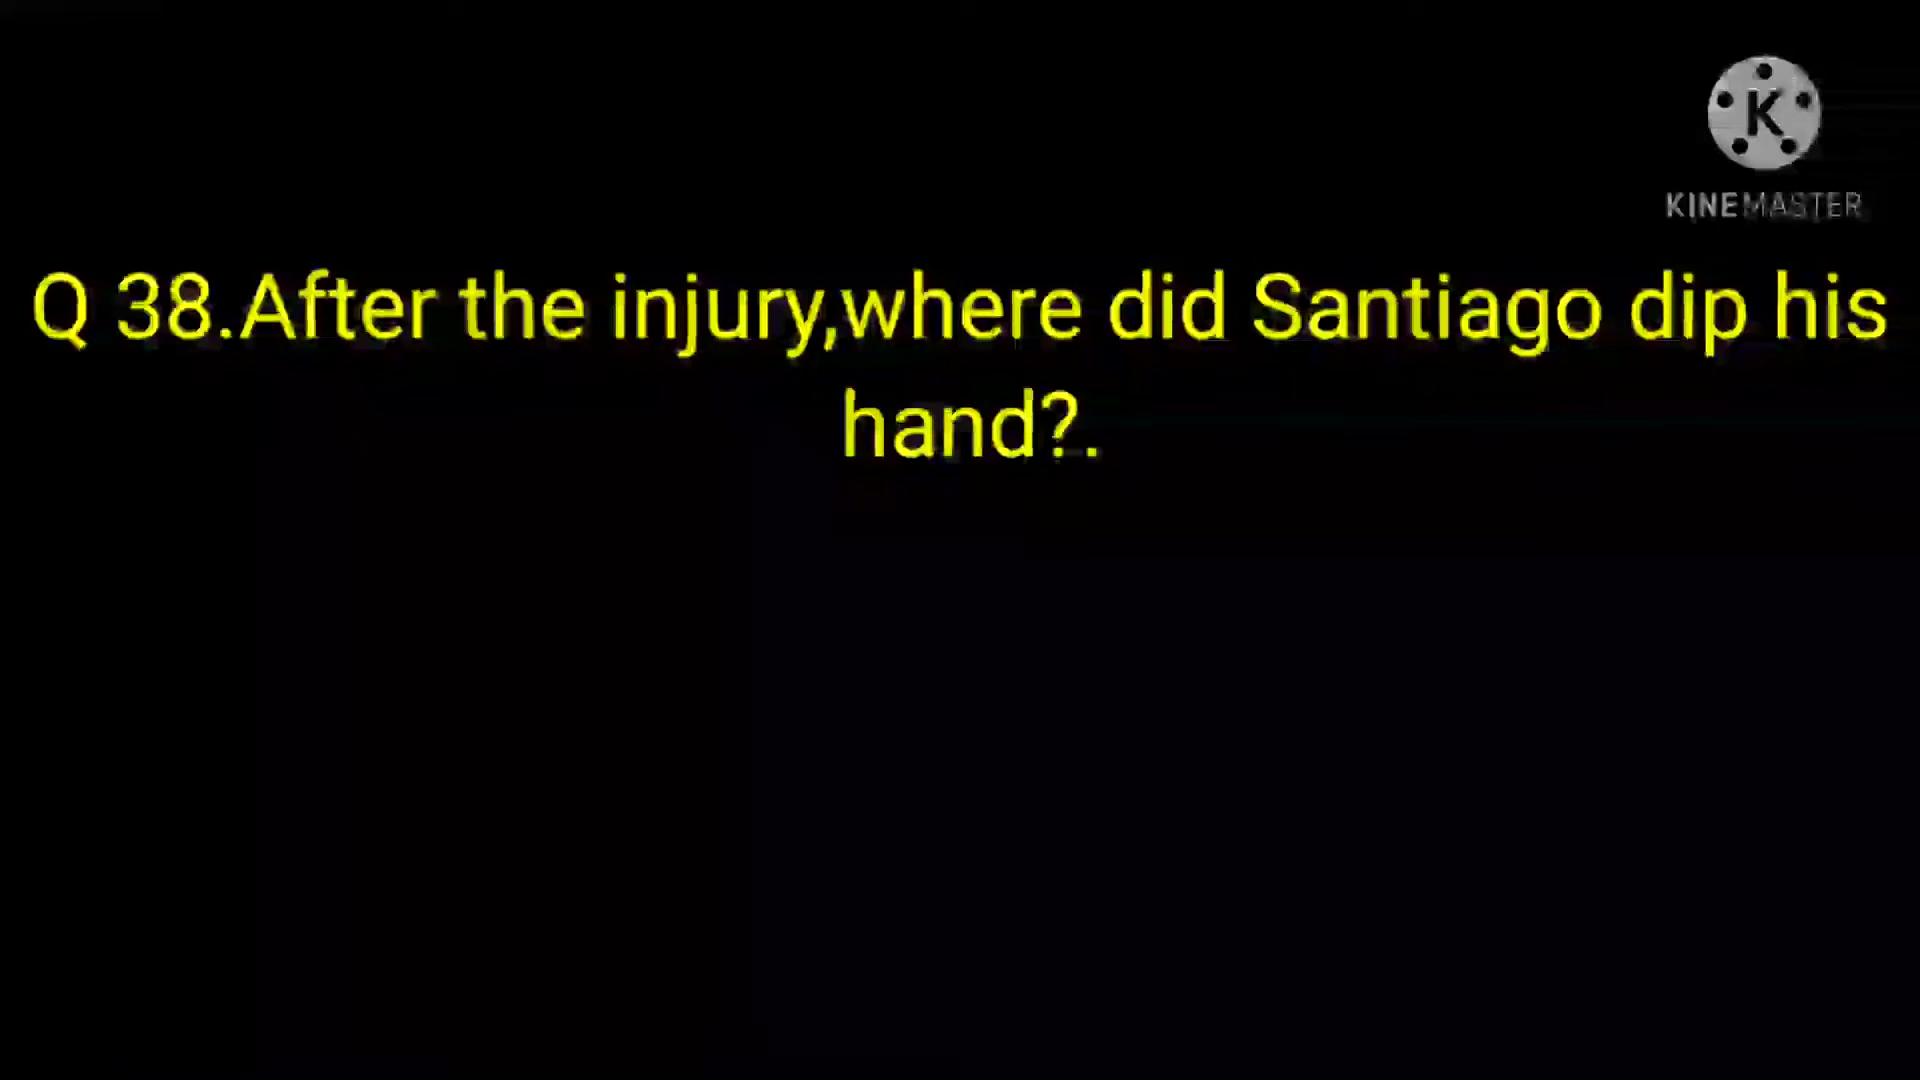 K
KINEMASTER
Q 38.After the injury,where did Santiago dip his
hand?.